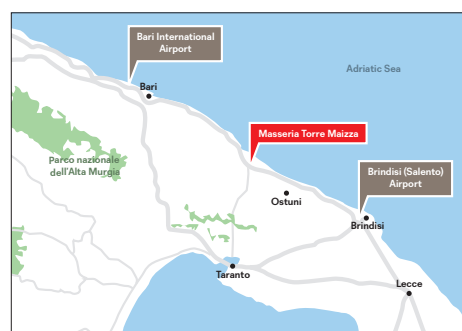 Bari International
Airport
Adriatic Sea
Bari
Masseria Torre Maizza
Parco nazionale
dell'Alta Murgia
Brindisi (Salento)
Airport
Ostuni
Brindisi
Taranto
Lecce